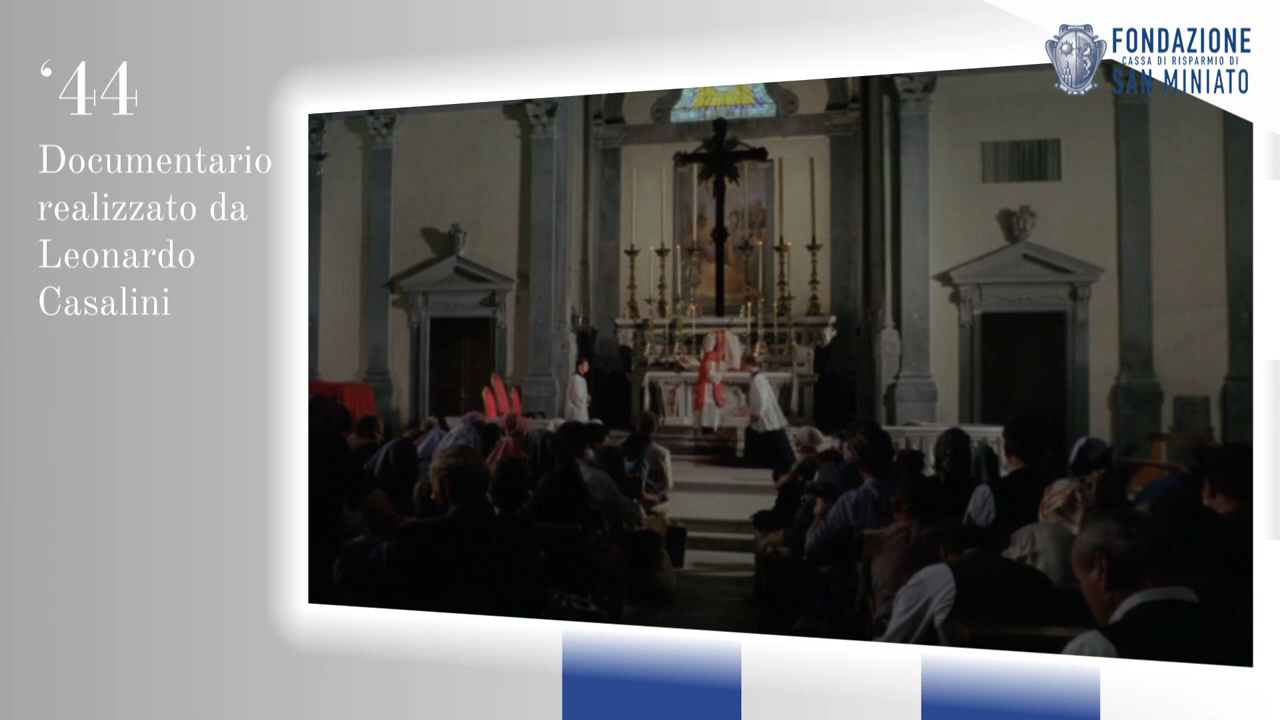 ‘44
Documentario
realizzato da
Leonardo
Casalini
FONDAZIONE
CASSA DI RISPARMIO DI
SAN MINIATO